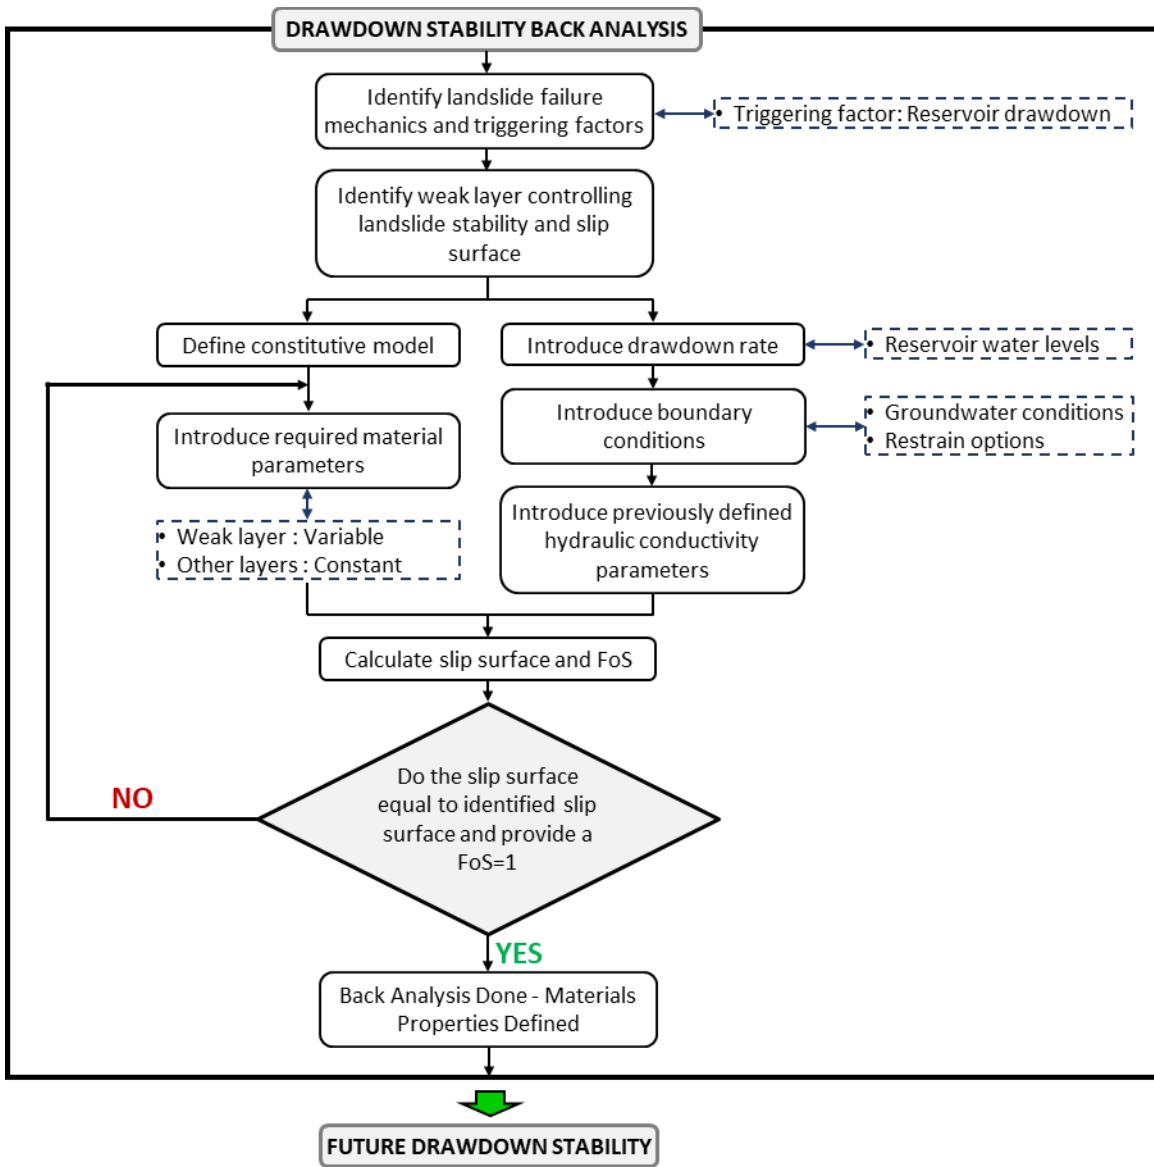 DRAWDOWN STABILITY BACK ANALYSIS
Identify landslide failure
mechanics and triggering factors
• Triggering factor: Reservoir drawdown
Identify weak layer controlling
landslide stability and slip
surface
Define constitutive model
Introduce drawdown rate
• Reservoir water levels
Introduce required material
parameters
Introduce boundary
conditions
• Groundwater conditions
• Restrain options
• Weak layer : Variable
• Other layers : Constant
Introduce previously defined
hydraulic conductivity
parameters
Calculate slip surface and FoS
Do the slip surface
equal to identified slip
surface and provide a
FoS=1
NO
YES
Back Analysis Done - Materials
Properties Defined
FUTURE DRAWDOWN STABILITY